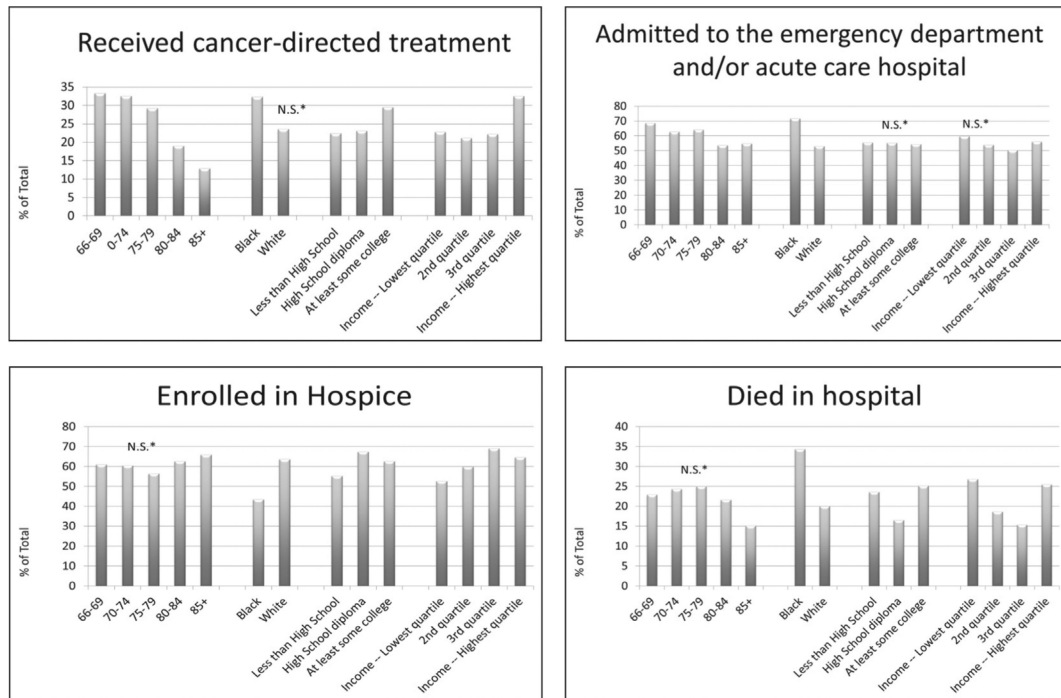 Received cancer-directed treatment
% of Total
35
30
25
20
15
10
5
0
N.S.*
66-69
0-74
75-79
80-84
85+
Black
White
Less than High School
High School diploma
At least some college
Income -- Lowest quartile
2nd quartile
3rd quartile
Income -- Highest quartile
Admitted to the emergency department
and/or acute care hospital
% of Total
80
70
60
50
40
30
20
10
0
N.S.*
N.S.*
66-69
70-74
75-79
80-84
85+
Black
White
Less than High School
High School diploma
At least some college
Income -- Lowest quartile
2nd quartile
3rd quartile
Income -- Highest quartile
Enrolled in Hospice
% of Total
80
70
60
50
40
30
20
10
0
N.S.*
66-69
70-74
75-79
80-84
85+
Black
White
Less than High School
High School diploma
At least some college
Income -- Lowest quartile
2nd quartile
3rd quartile
Income -- Highest quartile
Died in hospital
% of Total
40
35
30
25
20
15
10
5
0
N.S.*
66-69
70-74
75-79
80-84
85+
Black
White
Less than High School
High School diploma
At least some college
Income -- Lowest quartile
2nd quartile
3rd quartile
Income -- Highest quartile